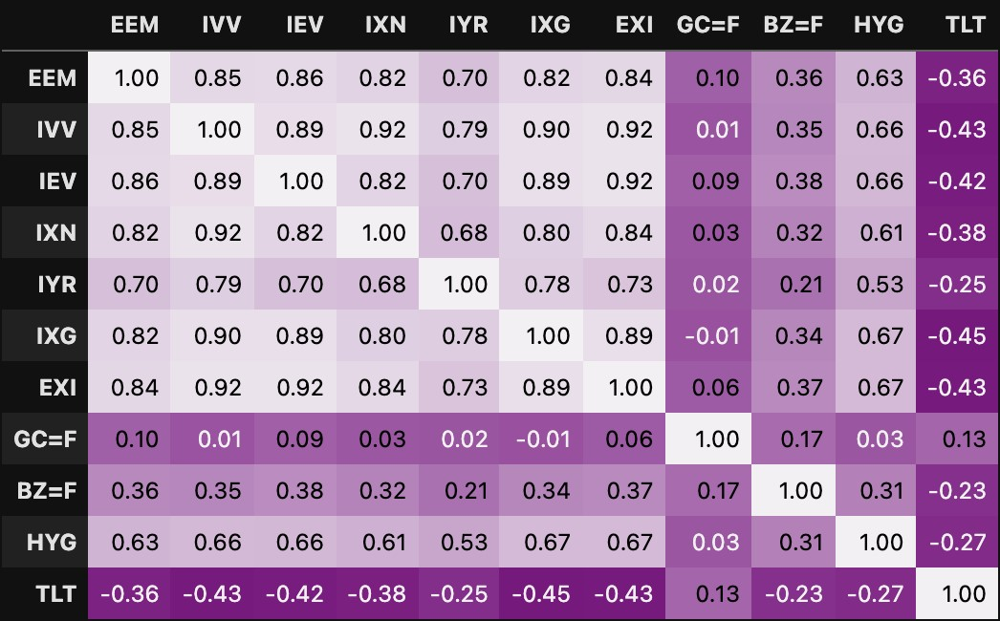 EEM IVV IEV IXN IYR IXG EXI GC=F BZ=F HYG TLT
EEM 1.00 0.85 0.86 0.82 0.70 0.82 0.84 0.10 0.36 0.63 -0.36
IVV 0.85 1.00 0.89 0.92 0.79 0.90 0.92 0.01 0.35 0.66 -0.43
IEV 0.86 0.89 1.00 0.82 0.70 0.89 0.92 0.09 0.38 0.66 -0.42
IXN 0.82 0.92 0.82 1.00 0.68 0.80 0.84 0.03 0.32 0.61 -0.38
IYR 0.70 0.79 0.70 0.68 1.00 0.78 0.73 0.02 0.21 0.53 -0.25
IXG 0.82 0.90 0.89 0.80 0.78 1.00 0.89 -0.01 0.34 0.67 -0.45
EXI 0.84 0.92 0.92 0.84 0.73 0.89 1.00 0.06 0.37 0.67 -0.43
GC=F 0.10 0.01 0.09 0.03 0.02 -0.01 0.06 1.00 0.17 0.03 0.13
BZ=F 0.36 0.35 0.38 0.32 0.21 0.34 0.37 0.17 1.00 0.31 -0.23
HYG 0.63 0.66 0.66 0.61 0.53 0.67 0.67 0.03 0.31 1.00 -0.27
TLT -0.36 -0.43 -0.42 -0.38 -0.25 -0.45 -0.43 0.13 -0.23 -0.27 1.00